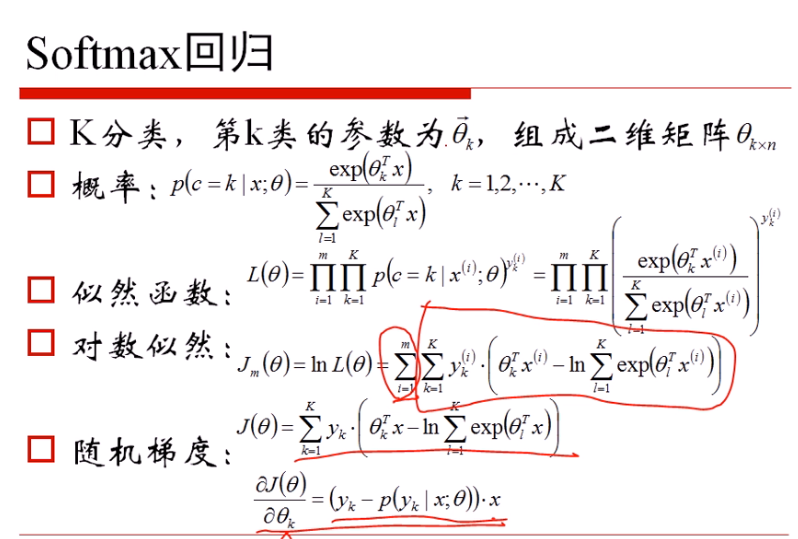 Softmax回归
K分类，第k类的参数为 $\vec{\theta}_k$，组成二维矩阵 $\theta_{k \times n}$
概率：$p(c=k|x;\theta)=\frac{\exp(\theta_k^T x)}{\sum_{l=1}^{K}\exp(\theta_l^T x)},\quad k=1,2,\cdots,K$
似然函数：$L(\theta)=\prod_{i=1}^{m}\prod_{k=1}^{K}p(c=k|x^{(i)};\theta)^{y_k^{(i)}}=\prod_{i=1}^{m}\prod_{k=1}^{K}\left(\frac{\exp(\theta_k^T x^{(i)})}{\sum_{l=1}^{K}\exp(\theta_l^T x^{(i)})}\right)^{y_k^{(i)}}$
对数似然：$J_m(\theta)=\ln L(\theta)=\sum_{i=1}^{m}\sum_{k=1}^{K}y_k^{(i)}\cdot\left(\theta_k^T x^{(i)}-\ln\sum_{l=1}^{K}\exp(\theta_l^T x^{(i)})\right)$
随机梯度：$J(\theta)=\sum_{k=1}^{K}y_k\cdot\left(\theta_k^T x-\ln\sum_{l=1}^{K}\exp(\theta_l^T x)\right)$
$\frac{\partial J(\theta)}{\partial\theta_k}=(y_k-p(y_k|x;\theta))\cdot x$